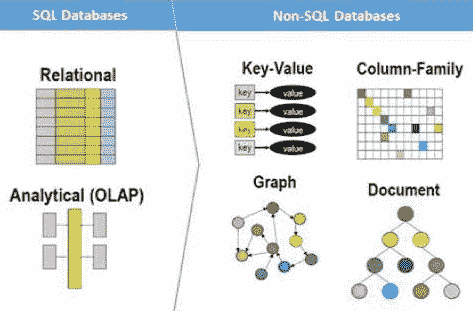 SQL Databases
Non-SQL Databases
Relational
Analytical (OLAP)
Key-Value
key value
key value
key value
key value
Column-Family
Graph
Document